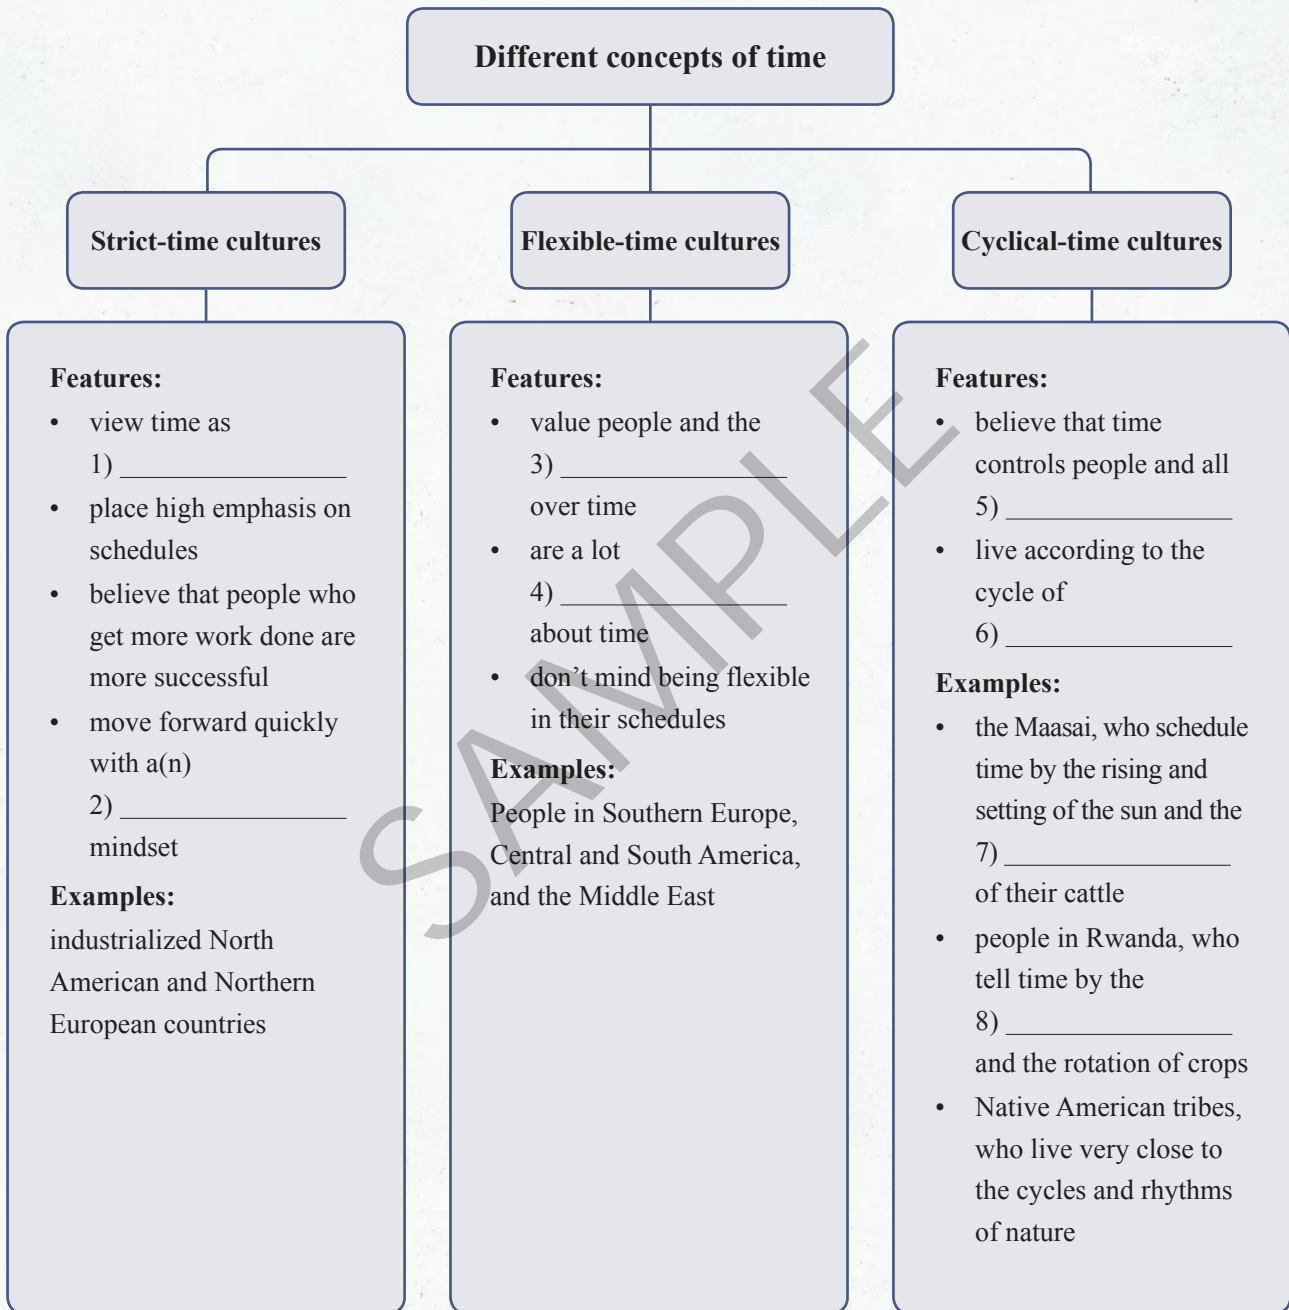 Different concepts of time
Strict-time cultures
Features:
• view time as
1) ________________
• place high emphasis on
schedules
• believe that people who
get more work done are
more successful
• move forward quickly
with a(n)
2) ________________
mindset
Examples:
industrialized North
American and Northern
European countries
Flexible-time cultures
Features:
• value people and the
3) ________________
over time
• are a lot
4) ________________
about time
• don’t mind being flexible
in their schedules
Examples:
People in Southern Europe,
Central and South America,
and the Middle East
Cyclical-time cultures
Features:
• believe that time
controls people and all
5) ________________
• live according to the
cycle of
6) ________________
Examples:
• the Maasai, who schedule
time by the rising and
setting of the sun and the
7) ________________
of their cattle
• people in Rwanda, who
tell time by the
8) ________________
and the rotation of crops
• Native American tribes,
who live very close to
the cycles and rhythms
of nature
SAMPLE